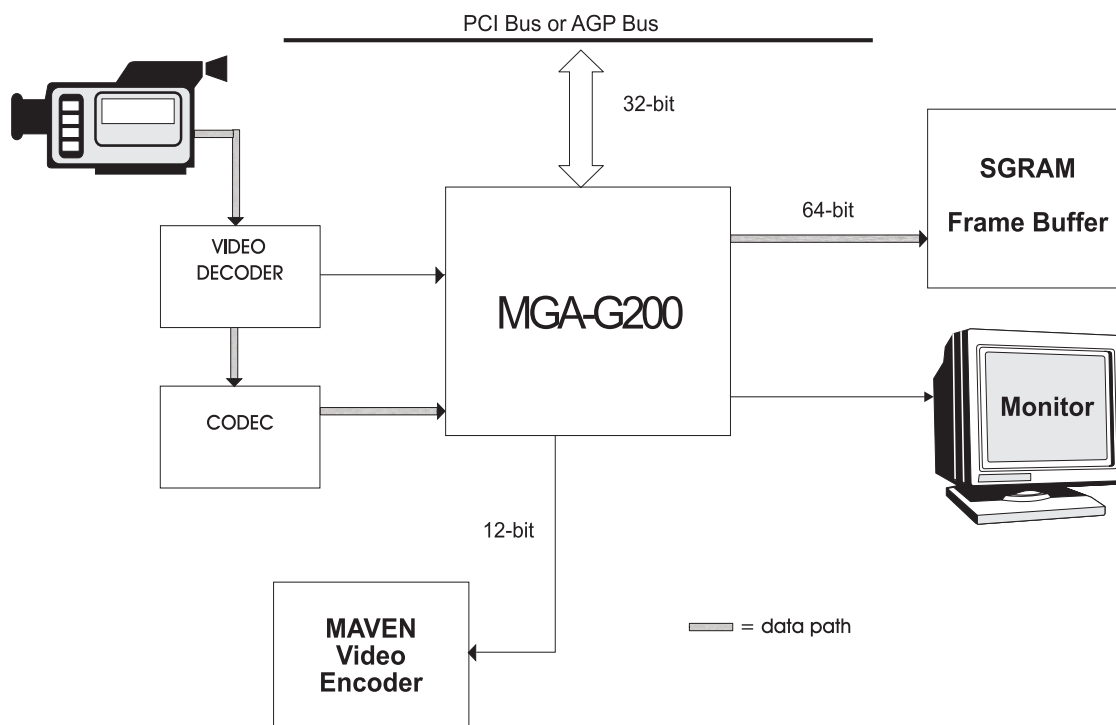 PCI Bus or AGP Bus
32-bit
SGRAM
Frame Buffer
64-bit
VIDEO
DECODER
MGA-G200
Monitor
CODEC
12-bit
MAVEN
Video
Encoder
= data path